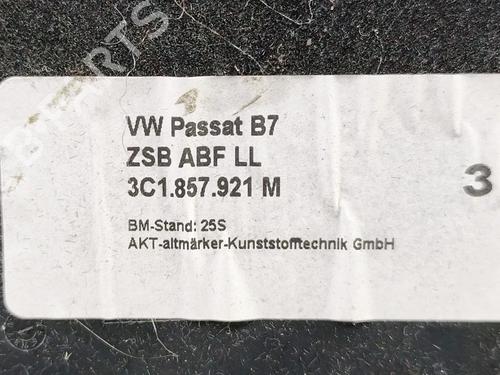 VW Passat B7
ZSB ABF LL
3C1.857.921 M
3
BM-Stand: 25S
AKT-altmärker-Kunststofftechnik GmbH